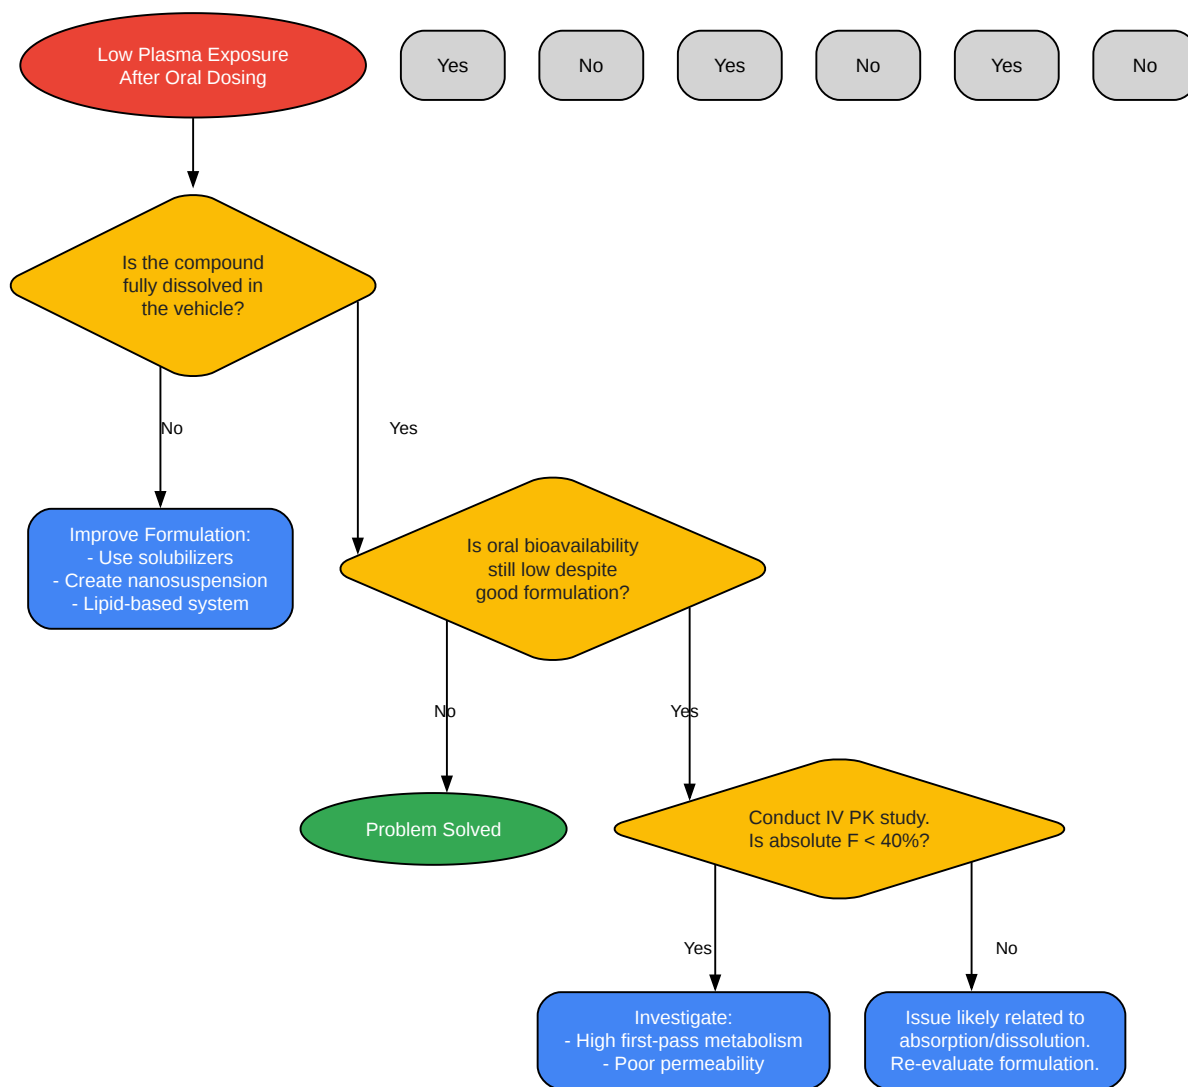 Low Plasma Exposure
After Oral Dosing
Yes
No
Yes
No
Yes
No
Is the compound
fully dissolved in
the vehicle?
No
Yes
Improve Formulation:
- Use solubilizers
- Create nanosuspension
- Lipid-based system
Is oral bioavailability
still low despite
good formulation?
No
Yes
Problem Solved
Conduct IV PK study.
Is absolute F < 40%?
Yes
No
Investigate:
- High first-pass metabolism
- Poor permeability
Issue likely related to
absorption/dissolution.
Re-evaluate formulation.